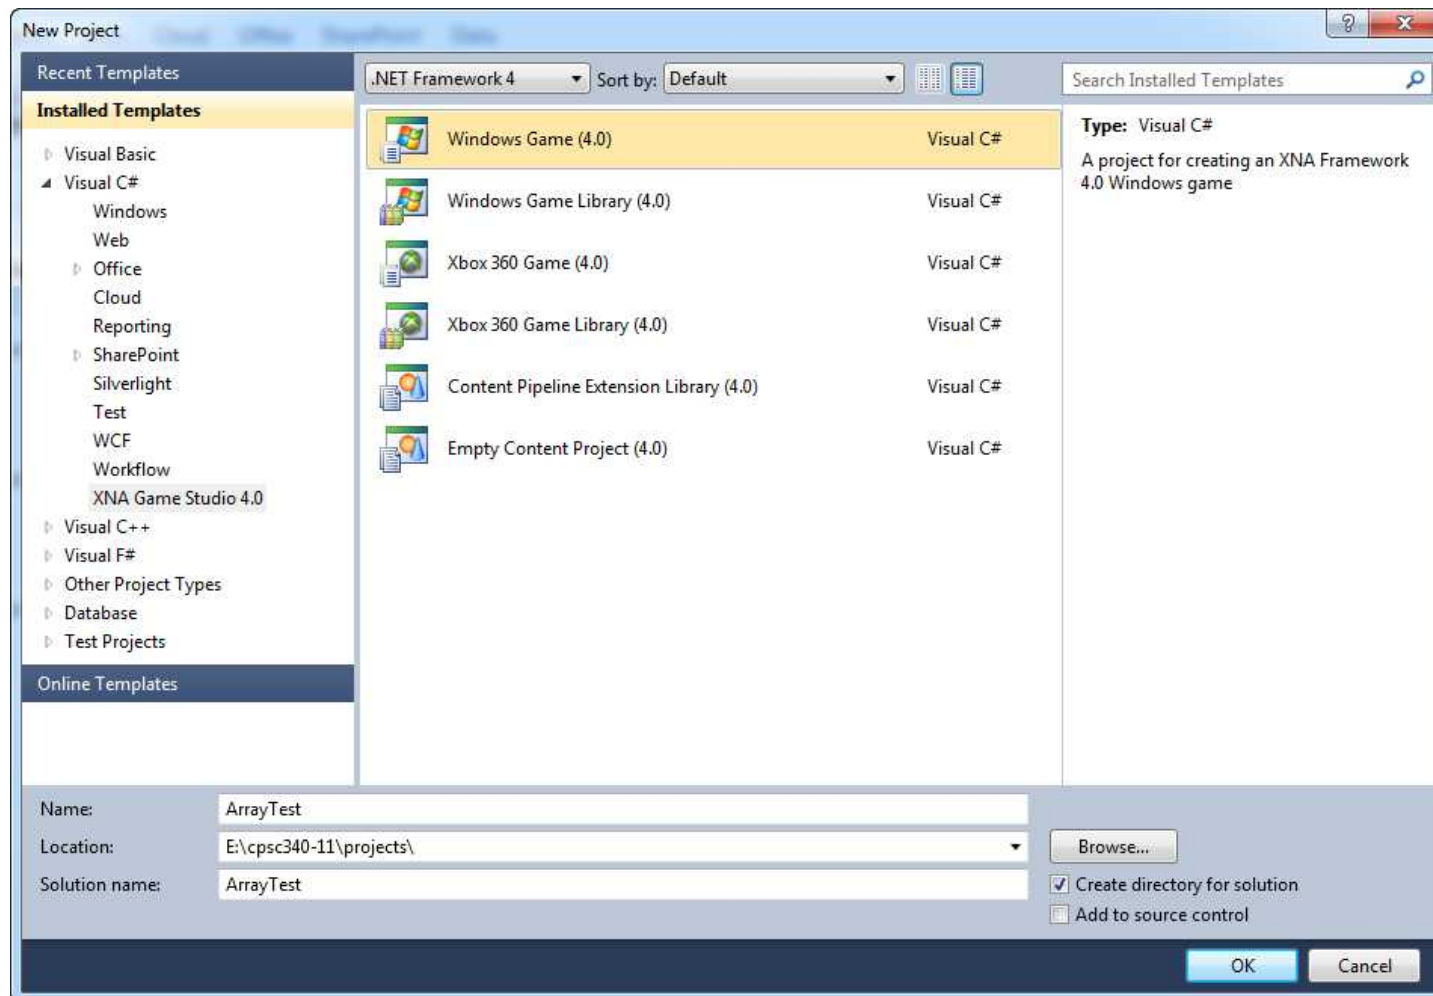 New Project
Recent Templates
Installed Templates
Visual Basic
Visual C#
Windows
Web
Office
Cloud
Reporting
SharePoint
Silverlight
Test
WCF
Workflow
XNA Game Studio 4.0
Visual C++
Visual F#
Other Project Types
Database
Test Projects
Online Templates
.NET Framework 4 Sort by: Default
Windows Game (4.0) Visual C#
Windows Game Library (4.0) Visual C#
Xbox 360 Game (4.0) Visual C#
Xbox 360 Game Library (4.0) Visual C#
Content Pipeline Extension Library (4.0) Visual C#
Empty Content Project (4.0) Visual C#
Search Installed Templates
Type: Visual C#
A project for creating an XNA Framework
4.0 Windows game
Name: ArrayTest
Location: E:\cpsc340-11\projects\ Browse...
Solution name: ArrayTest Create directory for solution
Add to source control
OK Cancel